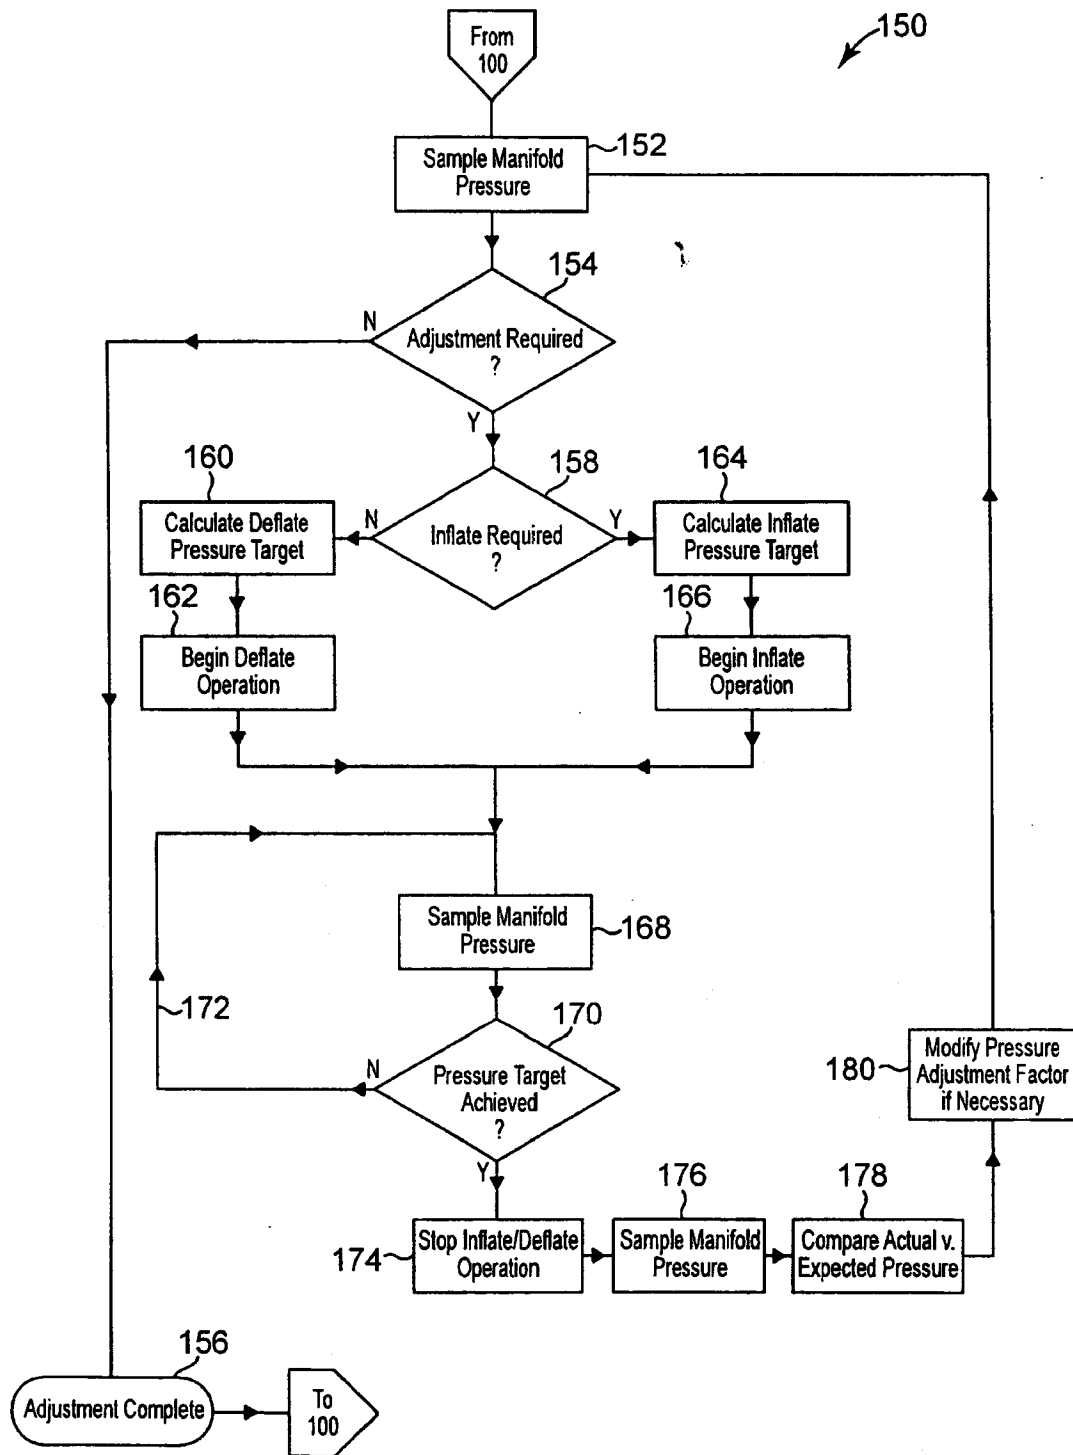 From
100
150
Sample Manifold
Pressure
152
154
N
Adjustment Required
?
Y
160
158
164
Calculate Deflate
Pressure Target
N
Inflate Required
?
Y
Calculate Inflate
Pressure Target
162
166
Begin Deflate
Operation
Begin Inflate
Operation
Sample Manifold
Pressure
168
172
170
N
Pressure Target
Achieved
?
Y
180
Modify Pressure
Adjustment Factor
if Necessary
176
178
174
Stop Inflate/Deflate
Operation
Sample Manifold
Pressure
Compare Actual v.
Expected Pressure
156
Adjustment Complete
To
100